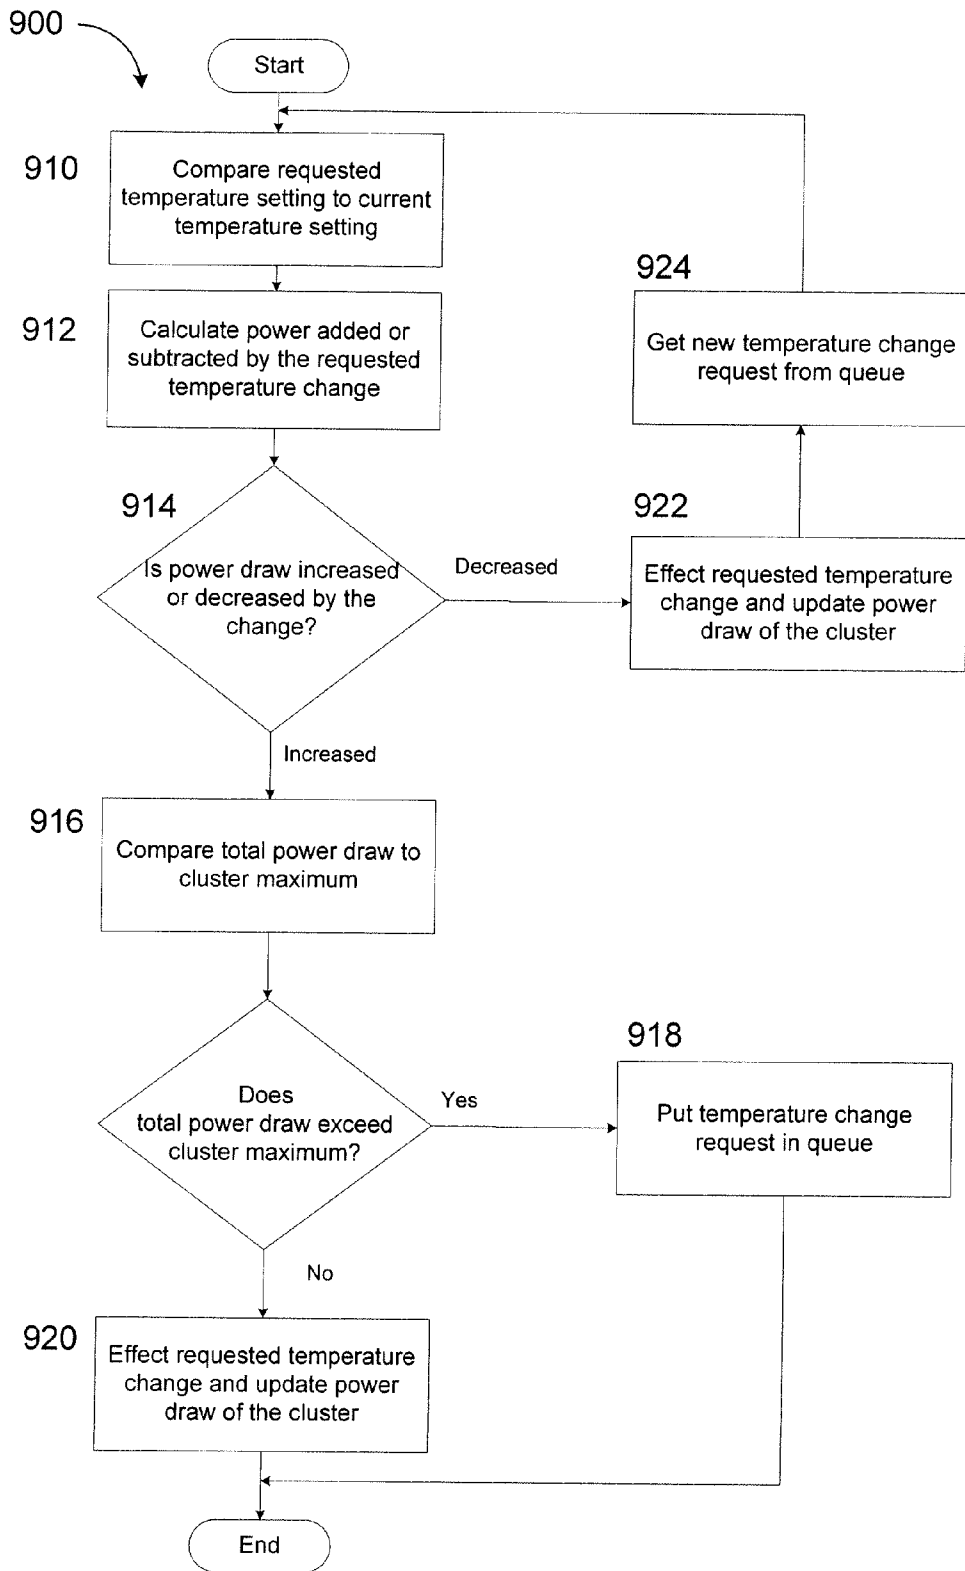 900
Start
910
Compare requested
temperature setting to current
temperature setting
912
Calculate power added or
subtracted by the requested
temperature change
914
Is power draw increased
or decreased by the
change?
Decreased
924
Get new temperature change
request from queue
922
Effect requested temperature
change and update power
draw of the cluster
Increased
916
Compare total power draw to
cluster maximum
Does
total power draw exceed
cluster maximum?
Yes
918
Put temperature change
request in queue
No
920
Effect requested temperature
change and update power
draw of the cluster
End